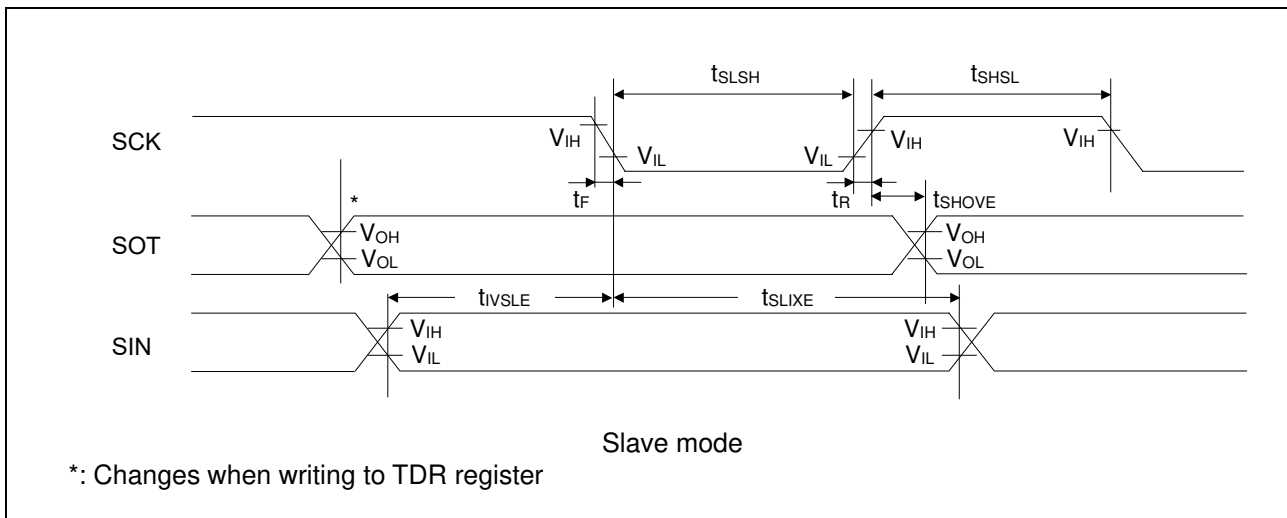 tSLSH tSHSL
SCK VIH VIL VIL VIH VIH
tF tR tSHOVE
*
SOT VOH VOH
VOL VOL
tIVSLE tSLIXE
SIN VIH VIH
VIL VIL
Slave mode
*: Changes when writing to TDR register